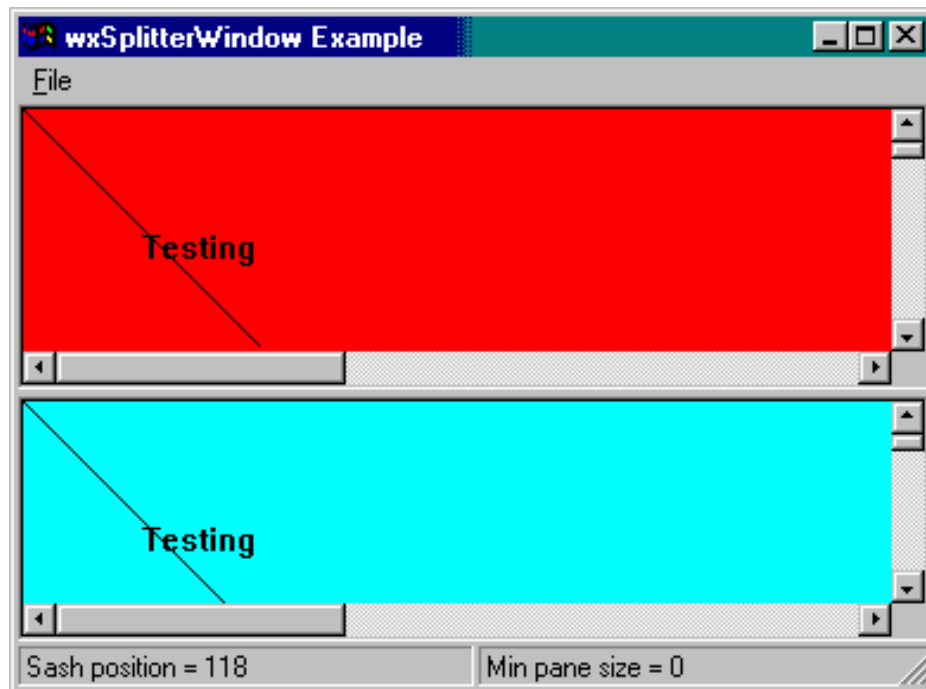 wxSplitterWindow Example
File
Testing
Testing
Sash position = 118
Min pane size = 0